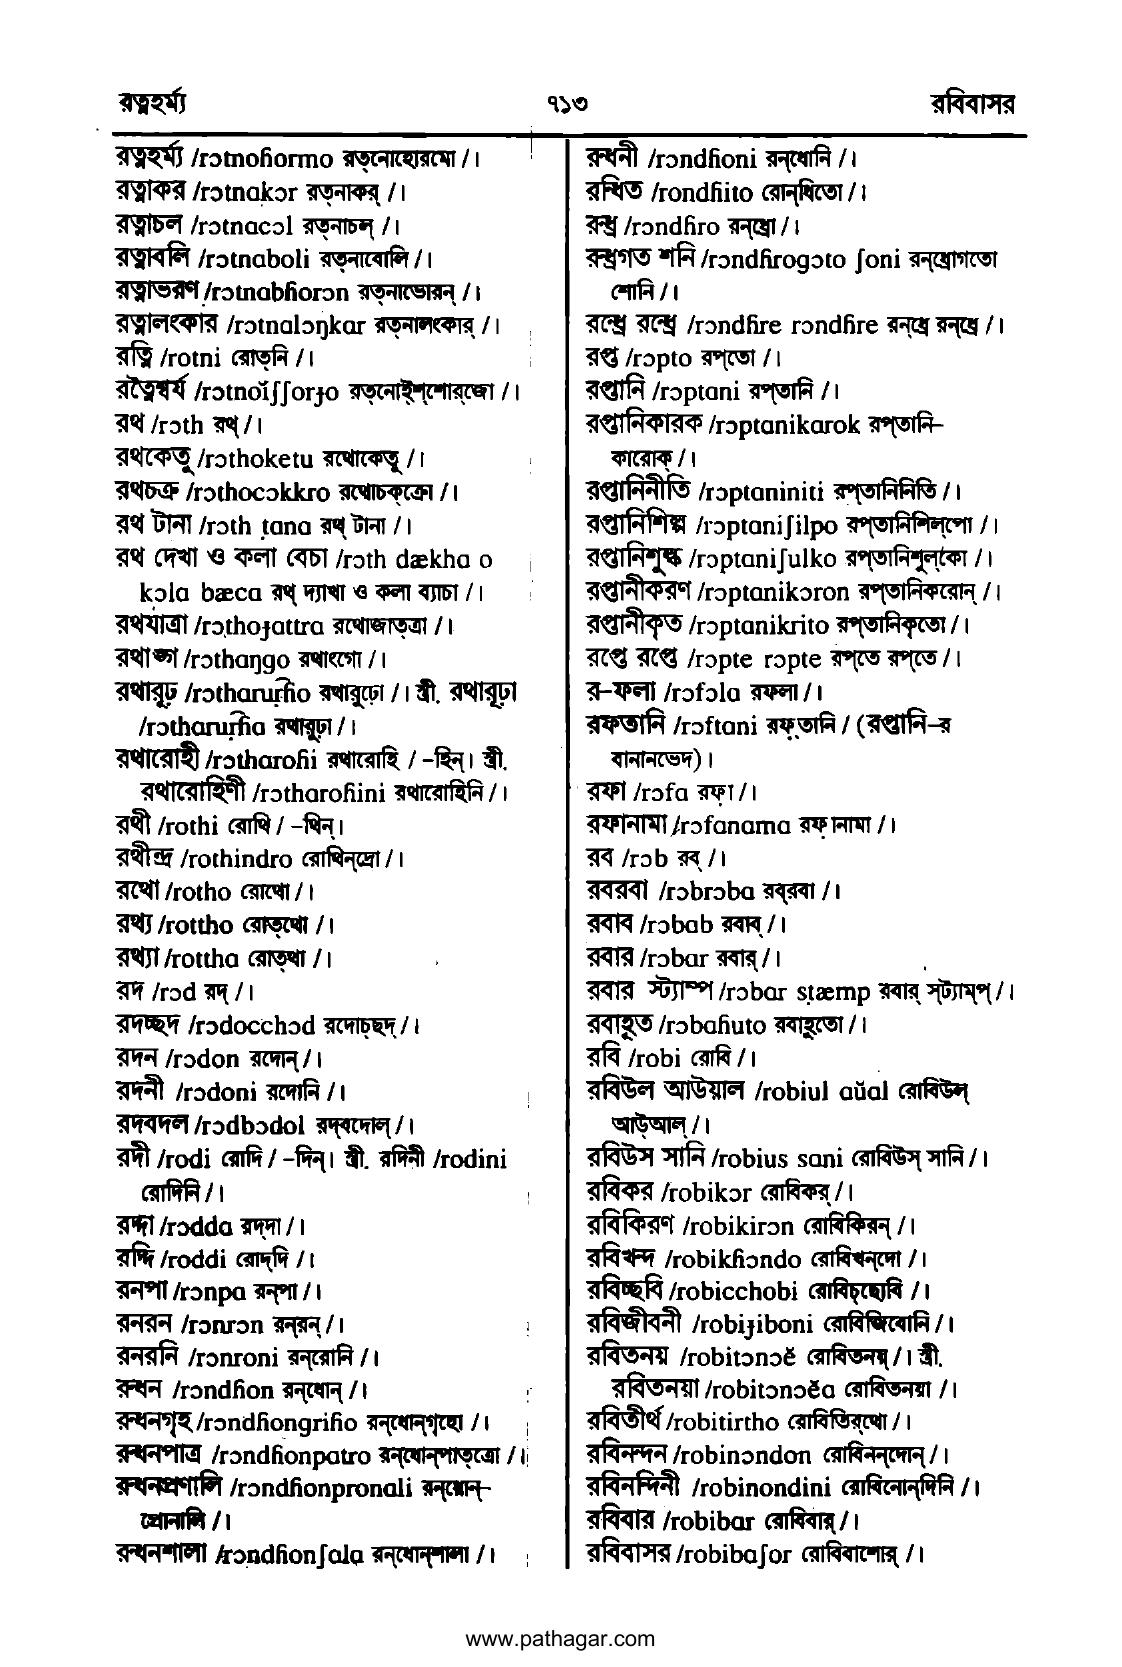 রত্নহর্ম্য ৭১৩ রবিবাসর
রত্নহর্ম্য /rɔtnoɦormo রত্‌নোহোরমো /।
রত্নাকর /rɔtnakɔr রত্‌নাকর্ /।
রত্নাচল /rɔtnacɔl রত্‌নাচল্ /।
রত্নাবলি /rɔtnaboli রত্‌নাবোলি /।
রত্নাভরণ /rɔtnabɦorɔn রত্‌নাভোরন্ /।
রত্নালংকার /rɔtnalɔŋkar রত্‌নালংকার্ /।
রত্নি /rotni রোত্‌নি /।
রত্নৈশ্বর্য /rɔtnoĭʃʃorɟo রত্‌নোইশ্‌শোর্‌জো /।
রথ /rɔth রথ্ /।
রথকেতু /rɔthoketu রথোকেতু /।
রথচক্র /rɔthocɔkkro রথোচক্‌ক্রো /।
রথ টানা /rɔth ṭana রথ্ টানা /।
রথ দেখা ও কলা বেচা /rɔth dækha o
kɔla bæca রথ্ দ্যাখা ও কলা ব্যাচা /।
রথযাত্রা /rɔthoɟattra রথোজাত্‌ত্রা /।
রথাঙ্গ /rɔthaŋgo রথাংগো /।
রথারূঢ় /rɔtharuṛɦo রথারূঢ়ো /। স্ত্রী. রথারূঢ়া
/rɔtharuṛɦa রথারূঢ়া /।
রথারোহী /rɔtharoɦi রথারোহি / –হিন্। স্ত্রী.
রথারোহিণী /rɔtharoɦini রথারোহিনি /।
রথী /rothi রোথি / –থিন্।
রথীন্দ্র /rothindro রোথিন্‌দ্রো /।
রথো /rotho রোথো /।
রথ্য /rottho রোত্‌থো /।
রথ্যা /rottha রোত্‌থা /।
রদ /rɔd রদ্ /।
রদচ্ছদ /rɔdocchɔd রদোচ্‌ছদ্ /।
রদন /rɔdon রদোন্ /।
রদনী /rɔdoni রদোনি /।
রদবদল /rɔdbɔdol রদ্‌বদোল্ /।
রদী /rodi রোদি / –দিন্। স্ত্রী. রদিনী /rodini
রোদিনি /।
রদ্দা /rɔdda রদ্‌দা /।
রদ্দি /roddi রোদ্‌দি /।
রনপা /rɔnpa রন্‌পা /।
রনরন /rɔnrɔn রন্‌রন্ /।
রনরনি /rɔnroni রন্‌রোনি /।
রন্ধন /rɔndɦon রন্‌ধোন্ /।
রন্ধনগৃহ /rɔndɦongriɦo রন্‌ধোন্‌গৃহো /।
রন্ধনপাত্র /rɔndɦonpatro রন্‌ধোন্‌পাত্‌ত্রো /।
রন্ধনপ্রণালি /rɔndɦonpronali রন্‌ধোন্‌–
প্রোনালি /।
রন্ধনশালা /rɔndɦonʃala রন্‌ধোন্‌শালা /।
রন্ধনী /rɔndɦoni রন্‌ধোনি /।
রন্ধিত /rondɦito রোন্‌ধিতো /।
রন্ধ্র /rɔndɦro রন্‌ধ্রো /।
রন্ধ্রগত শনি /rɔndɦrogɔto ʃoni রন্‌ধ্রোগতো
শোনি /।
রন্ধ্রে রন্ধ্রে /rɔndɦre rɔndɦre রন্‌ধ্রে রন্‌ধ্রে /।
রপ্ত /rɔpto রপ্‌তো /।
রপ্তানি /rɔptani রপ্‌তানি /।
রপ্তানিকারক /rɔptanikarok রপ্‌তানি–
কারোক্ /।
রপ্তানিনীতি /rɔptaniniti রপ্‌তানিনিতি /।
রপ্তানিশিল্প /rɔptaniʃilpo রপ্‌তানিশিল্‌পো /।
রপ্তানিশুল্ক /rɔptaniʃulko রপ্‌তানিশুল্‌কো /।
রপ্তানীকরণ /rɔptanikɔron রপ্‌তানিকরোন্ /।
রপ্তানীকৃত /rɔptanikrito রপ্‌তানিকৃতো /।
রপ্তে রপ্তে /rɔpte rɔpte রপ্‌তে রপ্‌তে /।
র–ফলা /rɔfɔla রফলা /।
রফতানি /rɔftani রফ্‌তানি / (রপ্তানি–র
বানানভেদ)।
রফা /rɔfa রফা /।
রফানামা /rɔfanama রফানামা /।
রব /rɔb রব্ /।
রবরবা /rɔbrɔba রব্‌রবা /।
রবাব /rɔbab রবাব্ /।
রবার /rɔbar রবার্ /।
রবার স্ট্যাম্প /rɔbar sṭæmp রবার্ স্‌ট্যাম্‌প্ /।
রবাহূত /rɔbaɦuto রবাহূতো /।
রবি /robi রোবি /।
রবিউল আউয়াল /robiul aŭal রোবিউল্
আউ্‌আল্ /।
রবিউস সানি /robius sani রোবিউস্ সানি /।
রবিকর /robikɔr রোবিকর্ /।
রবিকিরণ /robikirɔn রোবিকিরন্ /।
রবিখন্দ /robikɦɔndo রোবিখন্‌দো /।
রবিচ্ছবি /robicchobi রোবিচ্‌ছোবি /।
রবিজীবনী /robiɟiboni রোবিজিবোনি /।
রবিতনয় /robitɔnɔĕ রোবিতনয়্ /। স্ত্রী.
রবিতনয়া /robitɔnɔĕa রোবিতনয়া /।
রবিতীর্থ /robitirtho রোবিতির্‌থো /।
রবিনন্দন /robinɔndon রোবিনন্‌দোন্ /।
রবিনন্দিনী /robinondini রোবিনোন্‌দিনি /।
রবিবার /robibar রোবিবার্ /।
রবিবাসর /robibaʃor রোবিবাশোর্ /।
www.pathagar.com